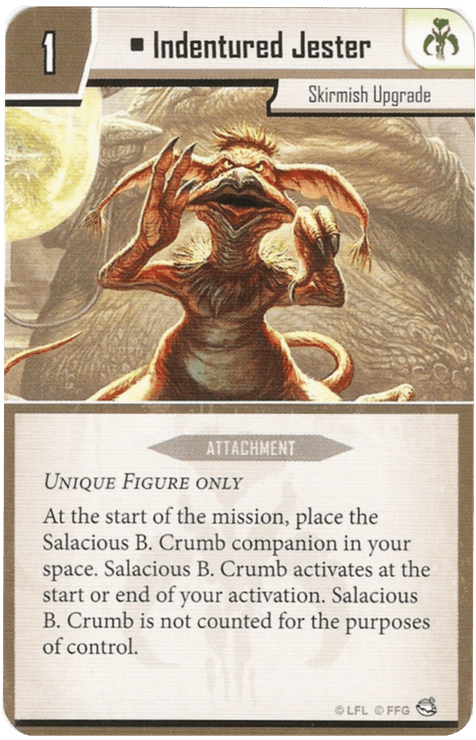 1
▪ Indentured Jester
Skirmish Upgrade
ATTACHMENT
UNIQUE FIGURE ONLY
At the start of the mission, place the
Salacious B. Crumb companion in your
space. Salacious B. Crumb activates at the
start or end of your activation. Salacious
B. Crumb is not counted for the purposes
of control.
© LFL © FFG